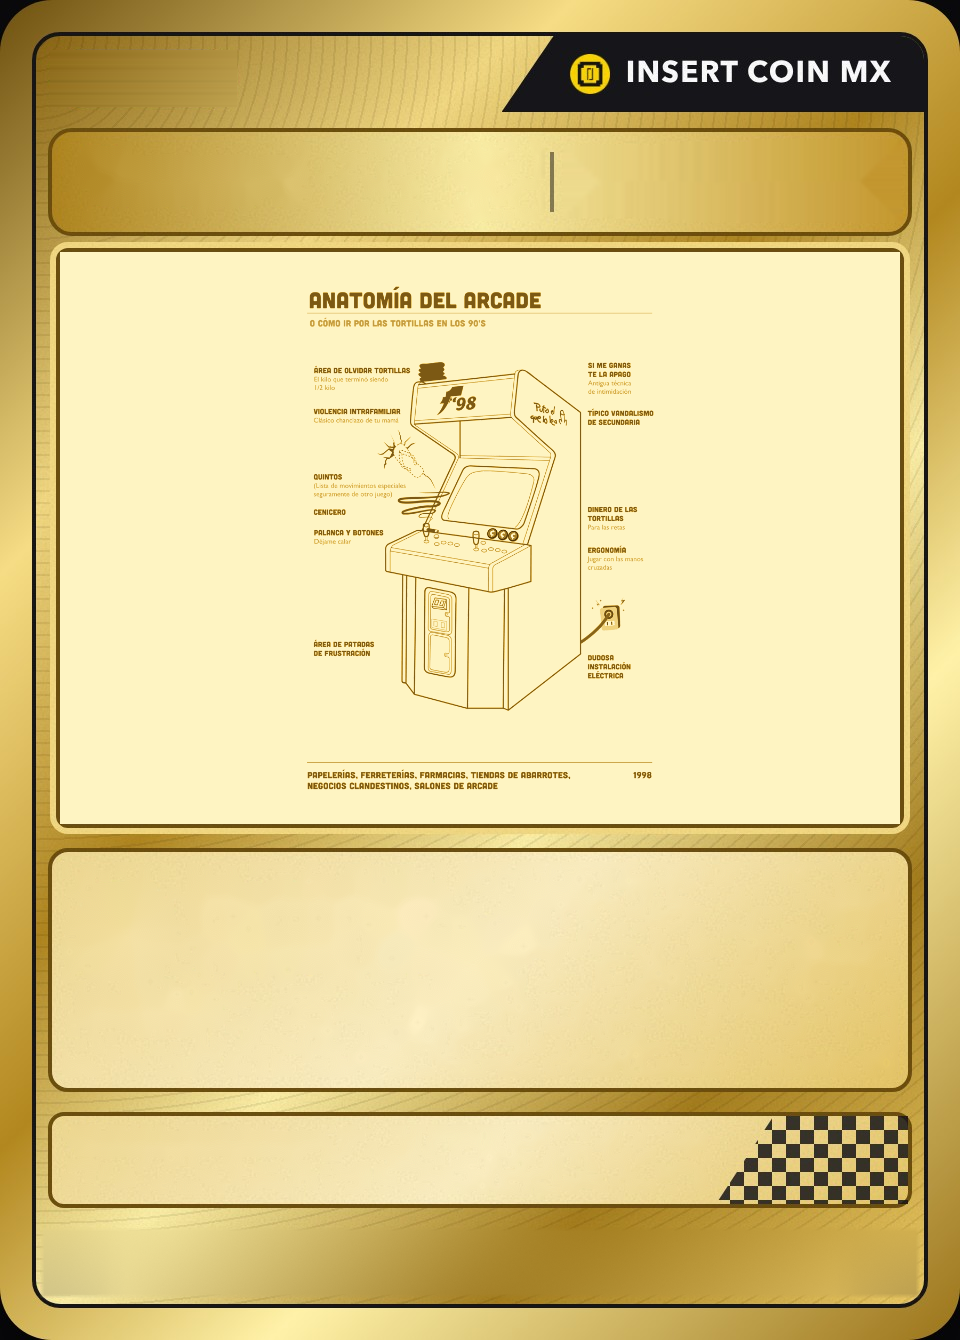 INSERT COIN MX
ANATOMÍA DEL ARCADE
O CÓMO IR POR LAS TORTILLAS EN LOS 90'S
ÁREA DE OLVIDAR TORTILLAS
El kilo que termino siendo
1/2 kilo
VIOLENCIA INTRAFAMILIAR
Clásico chanclazo de tu mamá
QUINTOS
(Lista de movimientos especiales
seguramente de otro juego)
CENICERO
PALANCA Y BOTONES
Déjame calar
ÁREA DE PATADAS
DE FRUSTRACIÓN
F'98
SI ME GANAS
TE LA APAGO
Antigua técnica
de intimidación
TÍPICO VANDALISMO
DE SECUNDARIA
DINERO DE LAS
TORTILLAS
Para las retas
ERGONOMÍA
Jugar con las manos
cruzadas
DUDOSA
INSTALACIÓN
ELÉCTRICA
PAPELERÍAS, FERRETERÍAS, FARMACIAS, TIENDAS DE ABARROTES,
NEGOCIOS CLANDESTINOS, SALONES DE ARCADE
1998